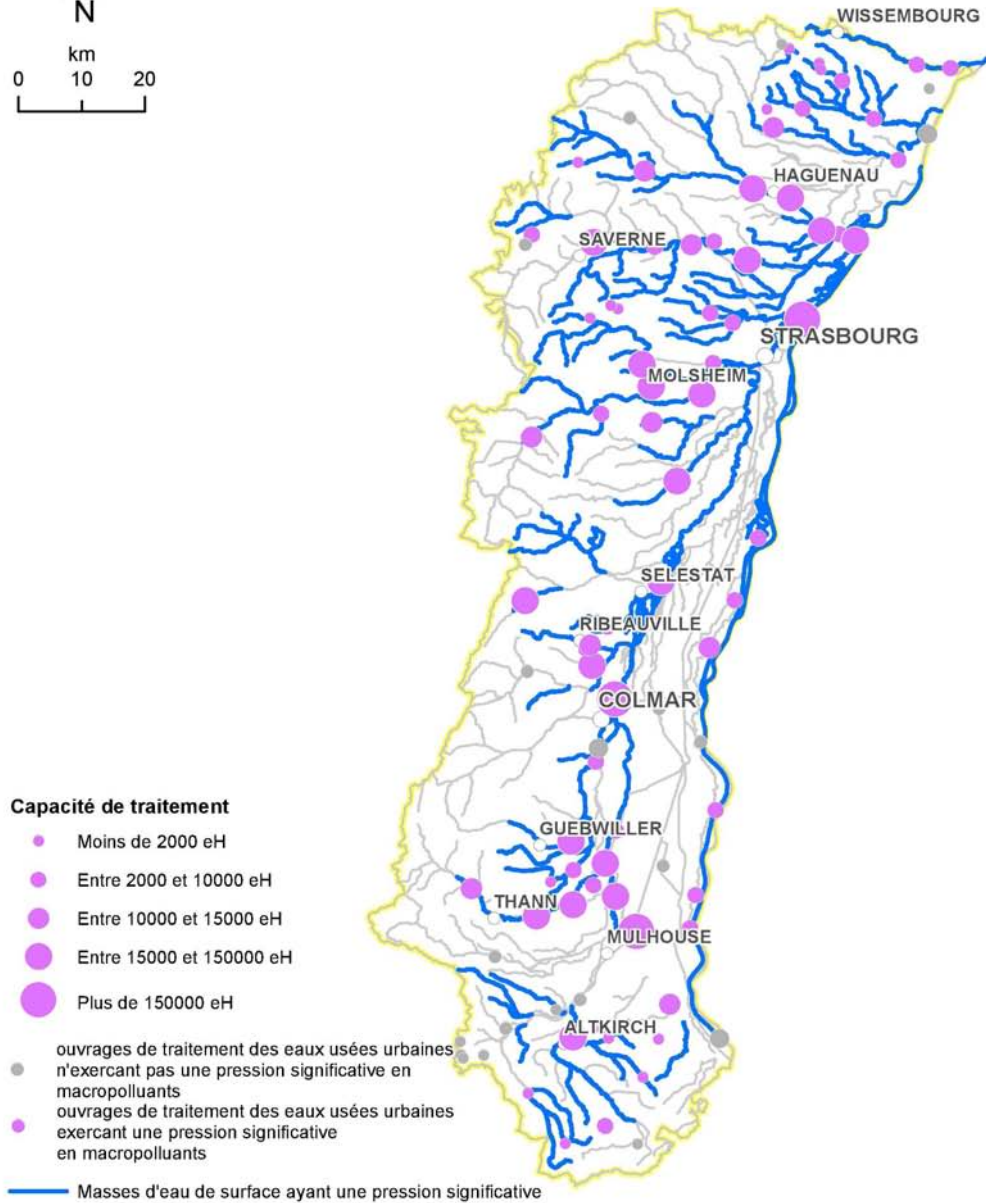 N
km
0 10 20
WISSEMBOURG
HAGUENAU
SAVERNE
STRASBOURG
MOLSHEIM
SELESTAT
RIBEAUVILLE
COLMAR
GUEBWILLER
THANN
MULHOUSE
ALTKIRCH
Capacité de traitement
Moins de 2000 eH
Entre 2000 et 10000 eH
Entre 10000 et 15000 eH
Entre 15000 et 150000 eH
Plus de 150000 eH
ouvrages de traitement des eaux usées urbaines
n'exercant pas une pression significative en
macropolluants
ouvrages de traitement des eaux usées urbaines
exercant une pression significative
en macropolluants
Masses d'eau de surface ayant une pression significative